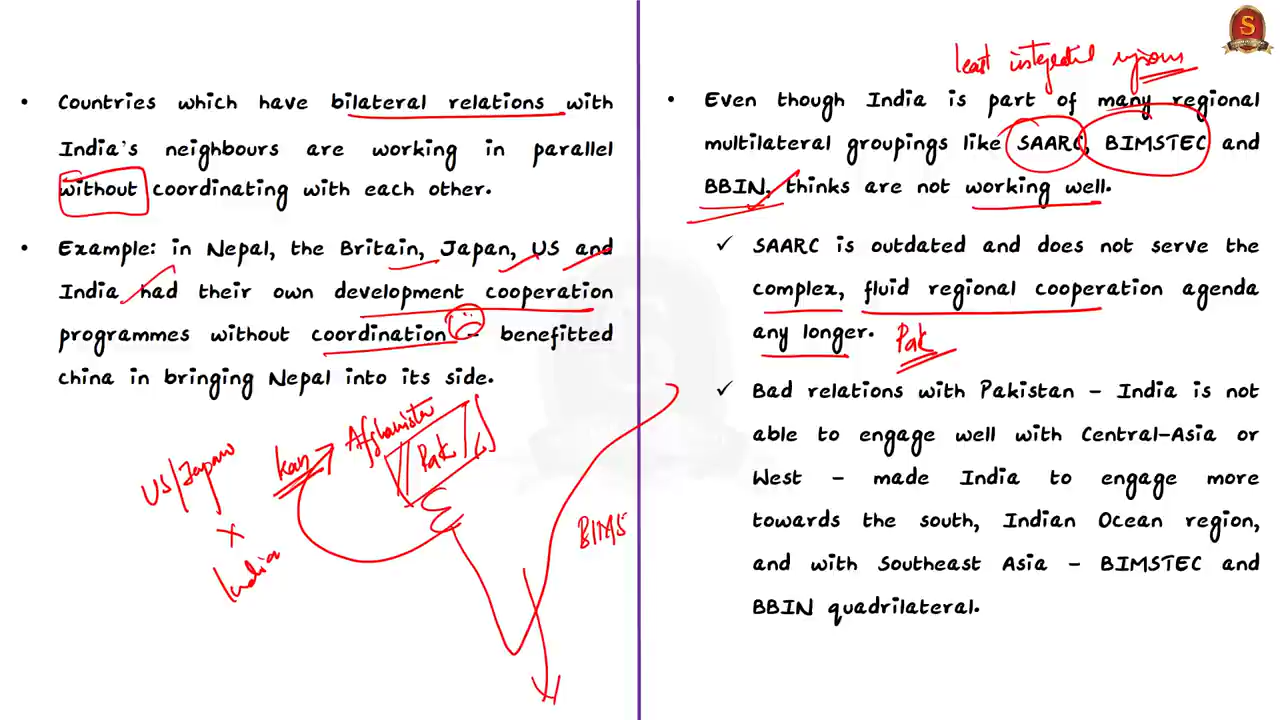 • Countries which have bilateral relations with
India's neighbours are working in parallel
without coordinating with each other.
• Example: in Nepal, the Britain, Japan, US and
India had their own development cooperation
programmes without coordination – benefitted
china in bringing Nepal into its side.
Afghanistan
Pak
US/Japan
X
India
BIMS
S
least integrated regions
• Even though India is part of many regional
multilateral groupings like SAARC, BIMSTEC and
BBIN, thinks are not working well.
✓ SAARC is outdated and does not serve the
complex, fluid regional cooperation agenda
any longer.
Pak
✓ Bad relations with Pakistan – India is not
able to engage well with Central-Asia or
West – made India to engage more
towards the south, Indian Ocean region,
and with Southeast Asia – BIMSTEC and
BBIN quadrilateral.